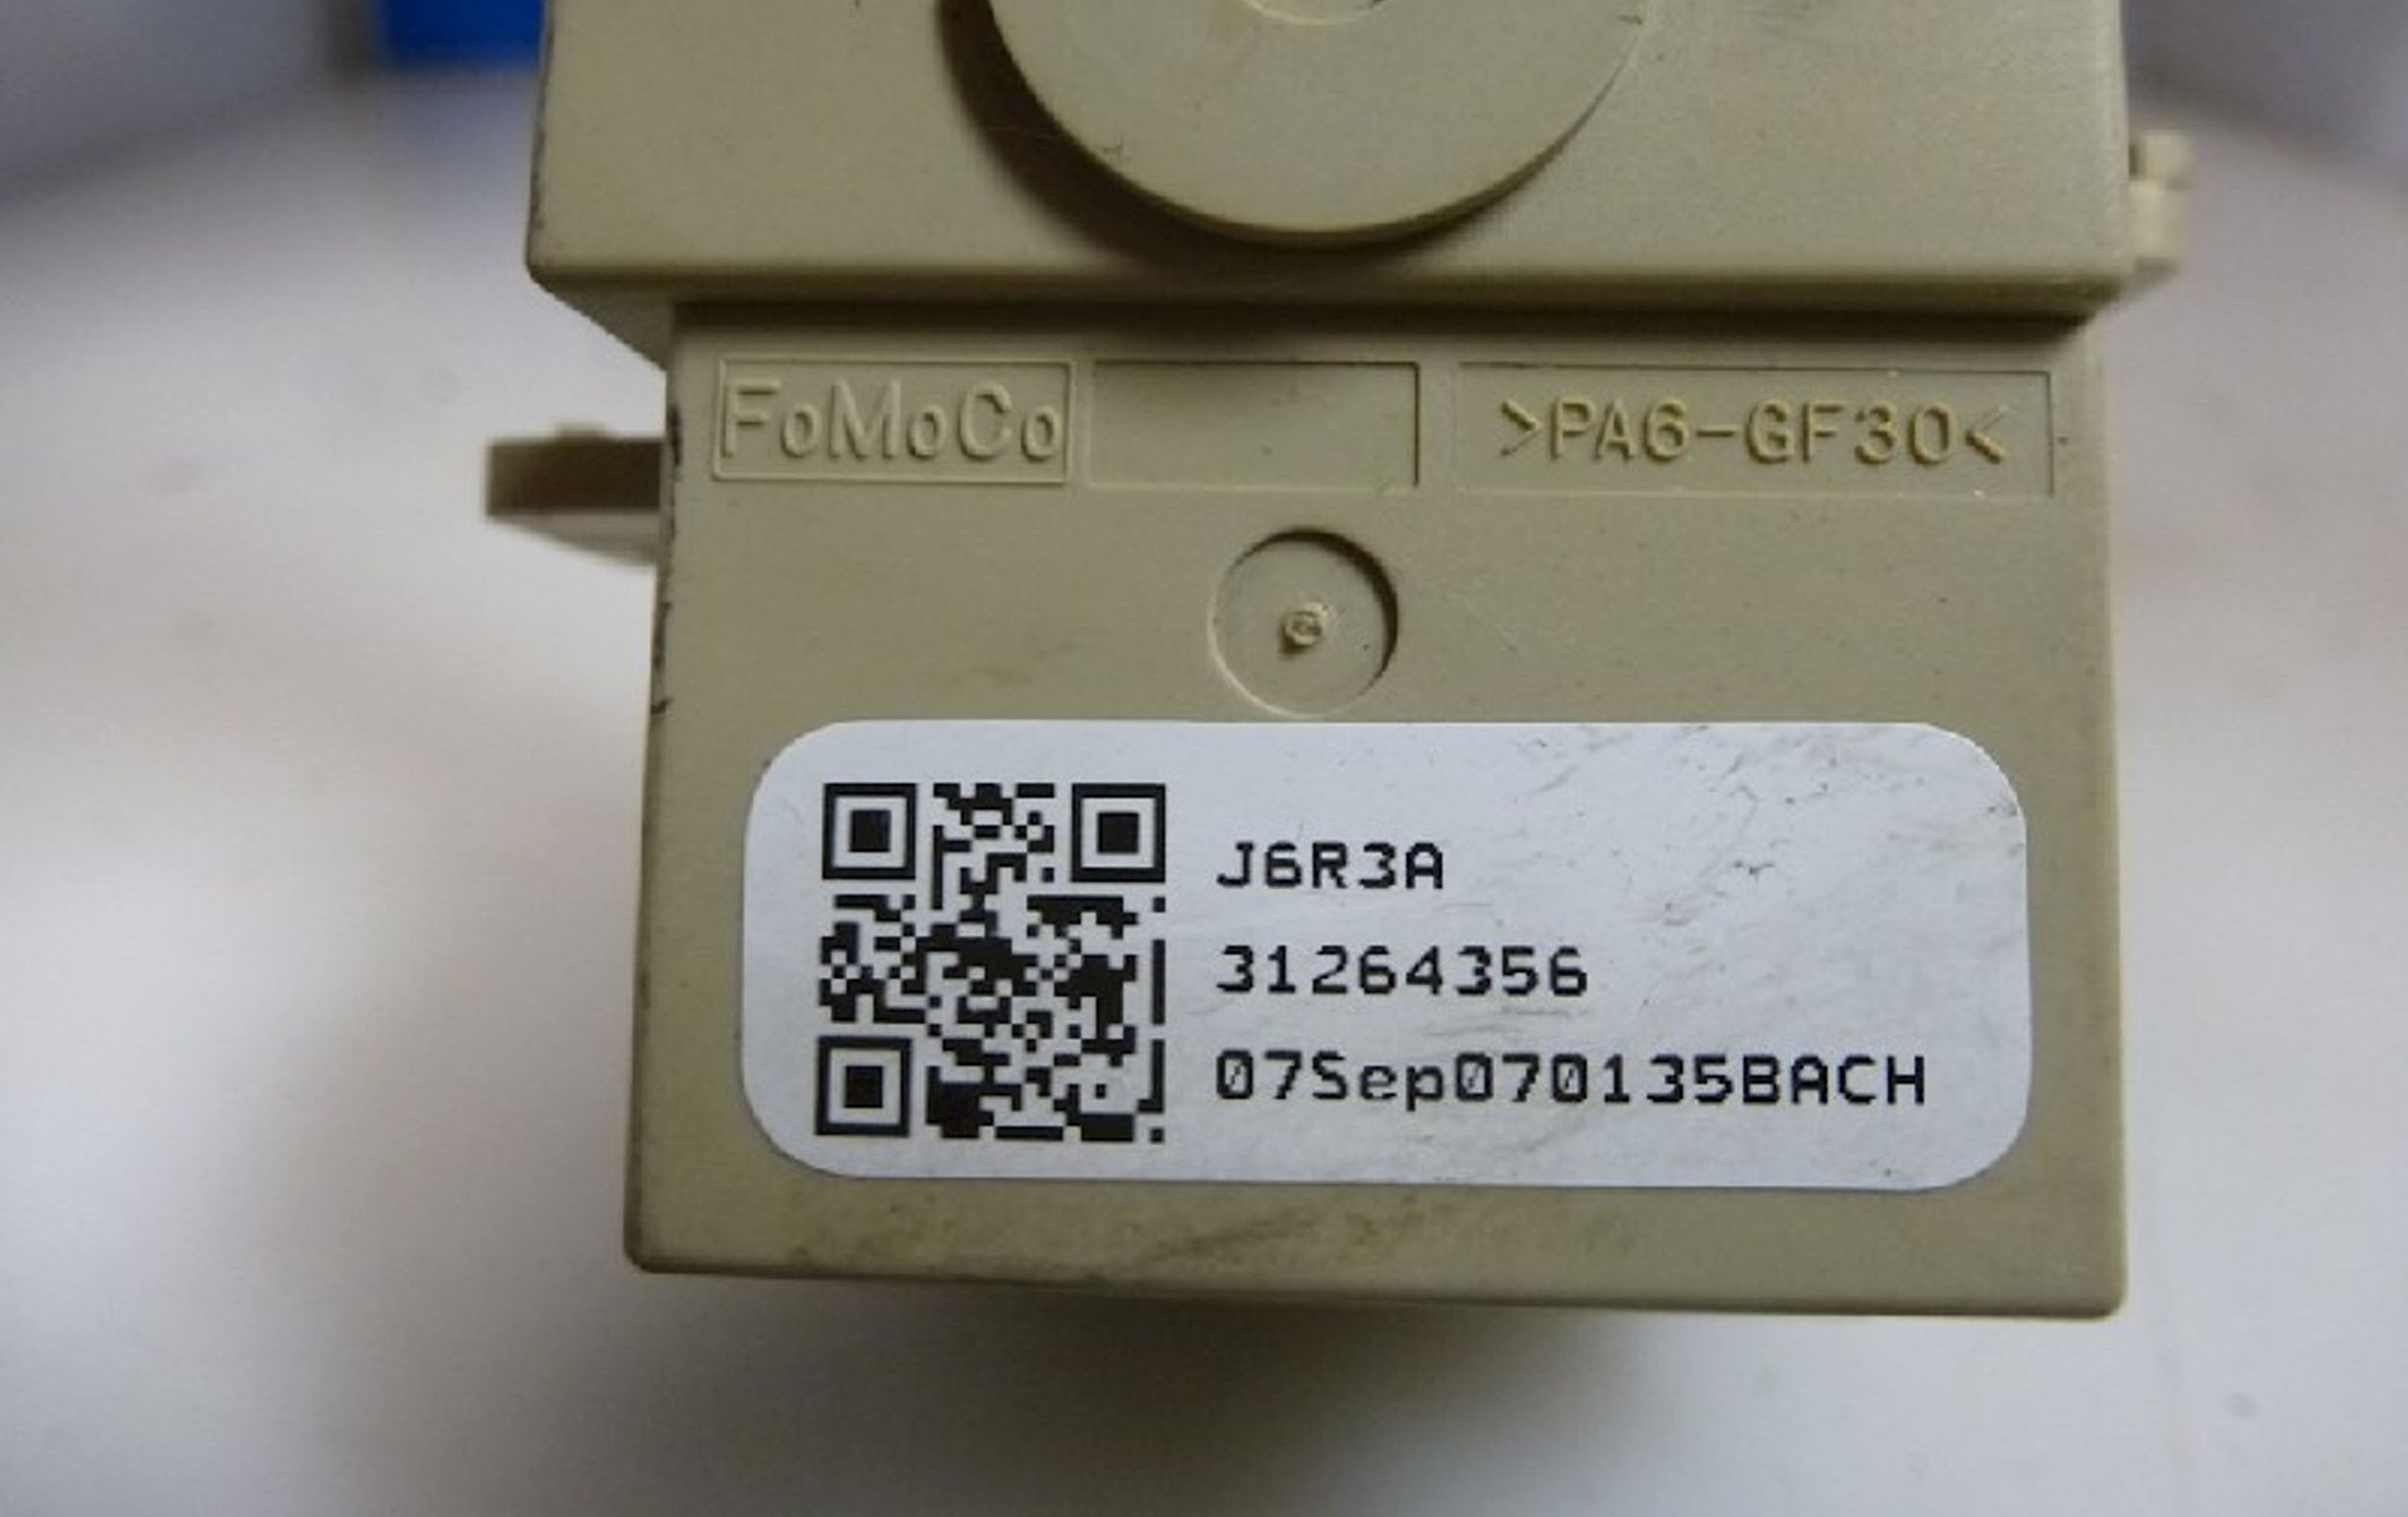 FoMoCo >PA6-GF30<
J6R3A
31264356
07Sep070135BACH